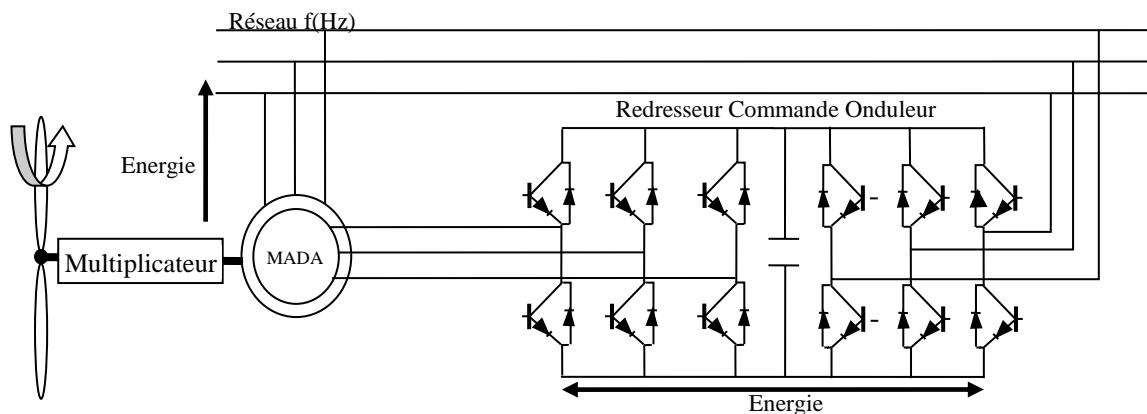 Réseau f(Hz)
Redresseur Commande Onduleur
Energie
Multiplicateur
MADA
Energie